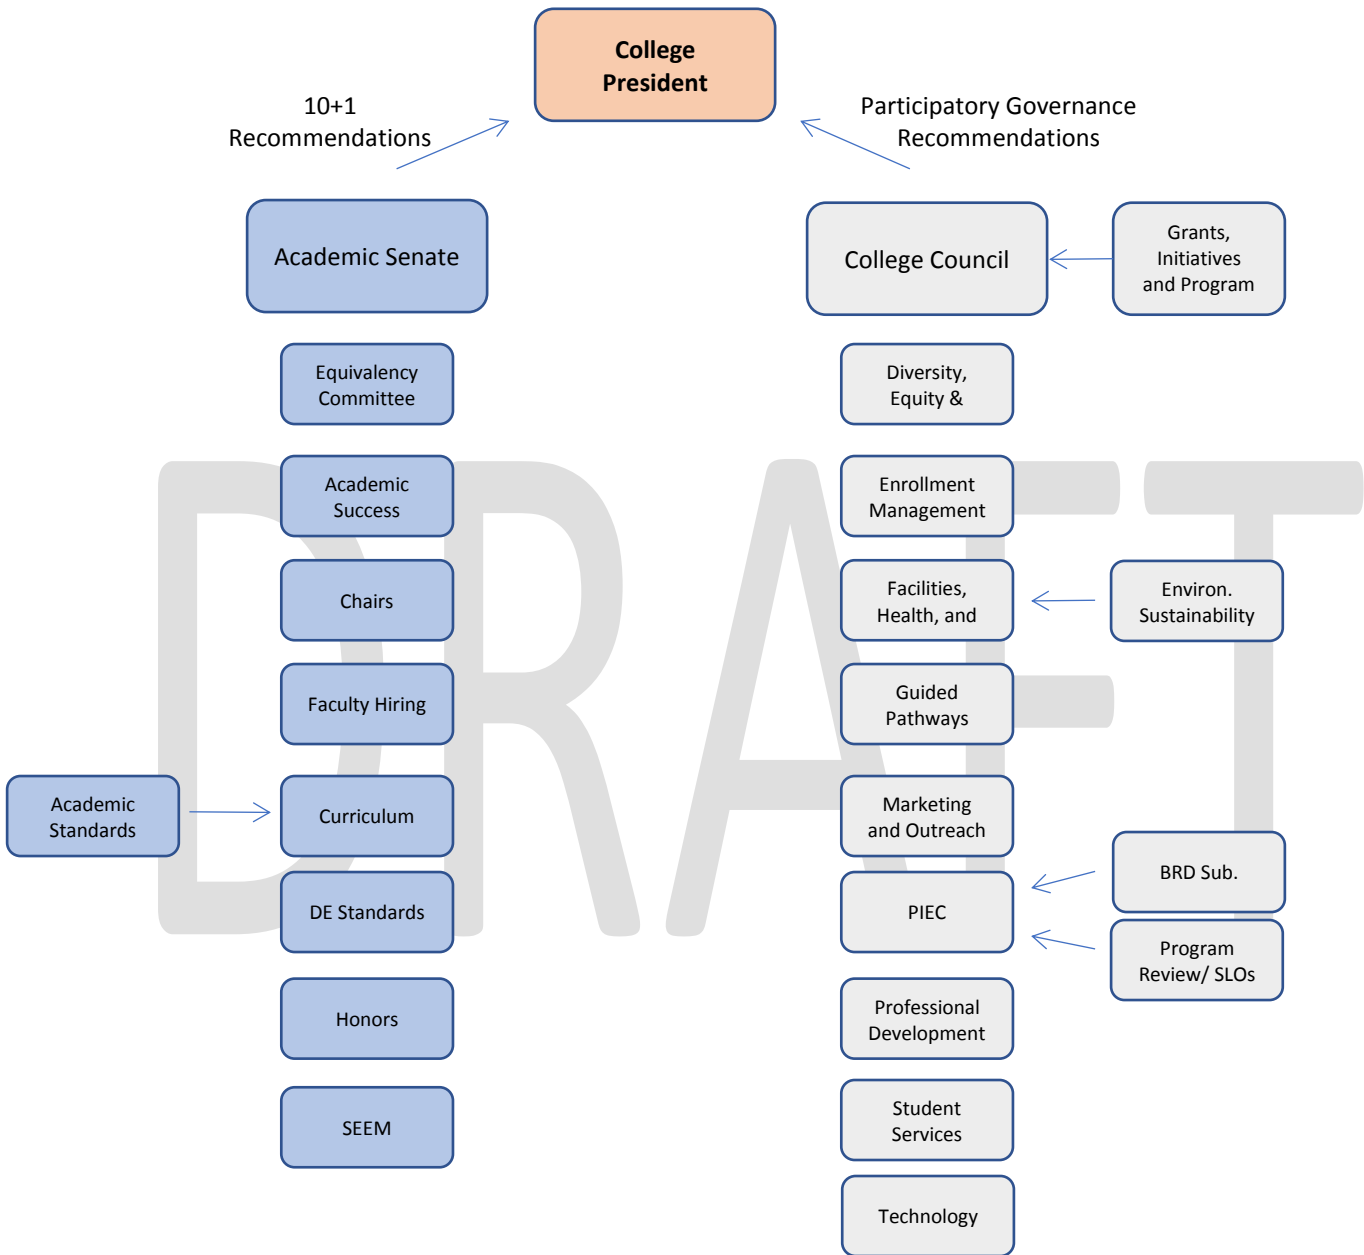 College
President
10+1
Recommendations
Participatory Governance
Recommendations
Academic Senate
College Council
Grants,
Initiatives
and Program
Equivalency
Committee
Diversity,
Equity &
Academic
Success
Enrollment
Management
Chairs
Facilities,
Health, and
Environ.
Sustainability
Faculty Hiring
Guided
Pathways
Academic
Standards
Curriculum
Marketing
and Outreach
BRD Sub.
DE Standards
PIEC
Program
Review/ SLOs
Honors
Professional
Development
SEEM
Student
Services
Technology
DRAFT